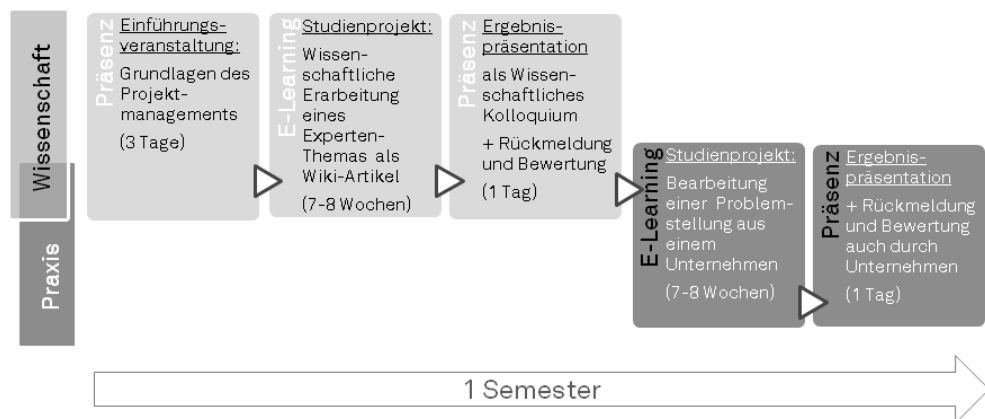 Wissenschaft
Praxis
Präsenz
Einführungs-
veranstaltung:
Grundlagen des
Projekt-
managements
(3 Tage)
E-Learning
Studienprojekt:
Wissen-
schaftliche
Erarbeitung
eines
Experten-
Themas als
Wiki-Artikel
(7-8 Wochen)
Präsenz
Ergebnis-
präsentation
als Wissen-
schaftliches
Kolloquium
+ Rückmeldung
und Bewertung
(1 Tag)
E-Learning
Studienprojekt:
Bearbeitung
einer Problem-
stellung aus
einem
Unternehmen
(7-8 Wochen)
Präsenz
Ergebnis-
präsentation
+ Rückmeldung
und Bewertung
auch durch
Unternehmen
(1 Tag)
1 Semester